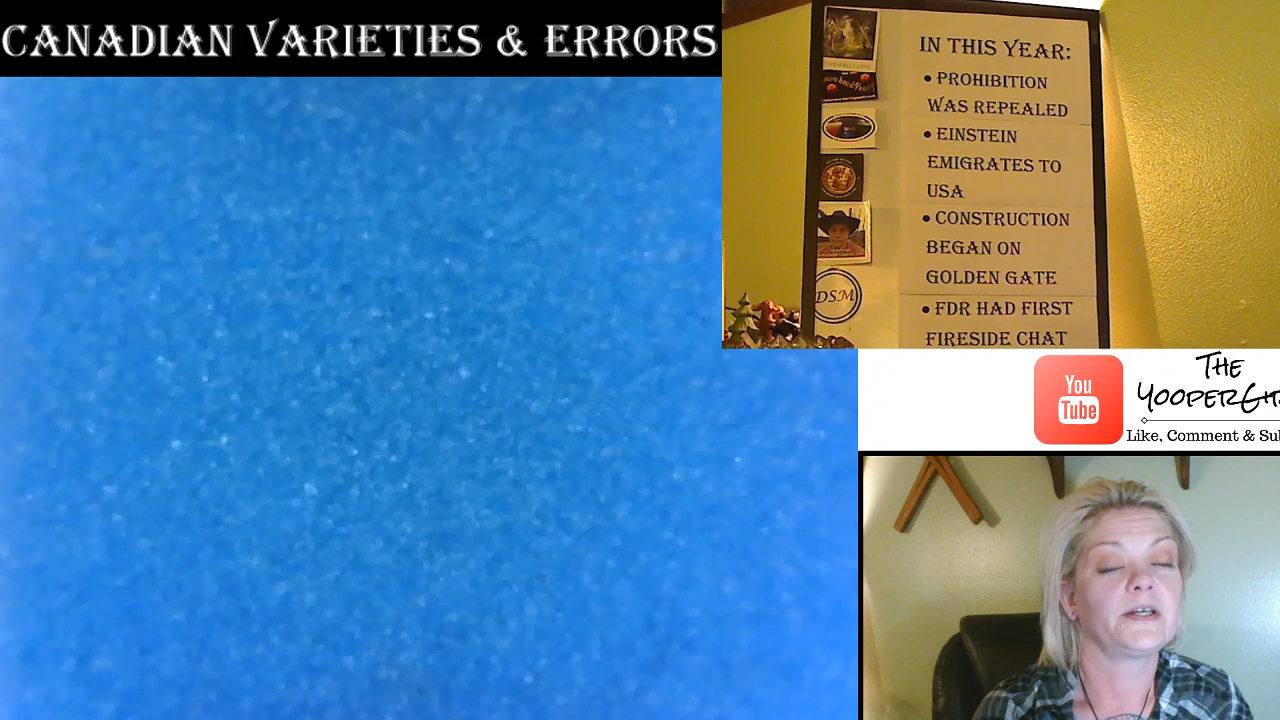 CANADIAN VARIETIES & ERRORS
IN THIS YEAR:
• PROHIBITION
WAS REPEALED
• EINSTEIN
EMIGRATES TO
USA
• CONSTRUCTION
BEGAN ON
GOLDEN GATE
• FDR HAD FIRST
FIRESIDE CHAT
DSM
You
Tube
THE
Like, Comment &